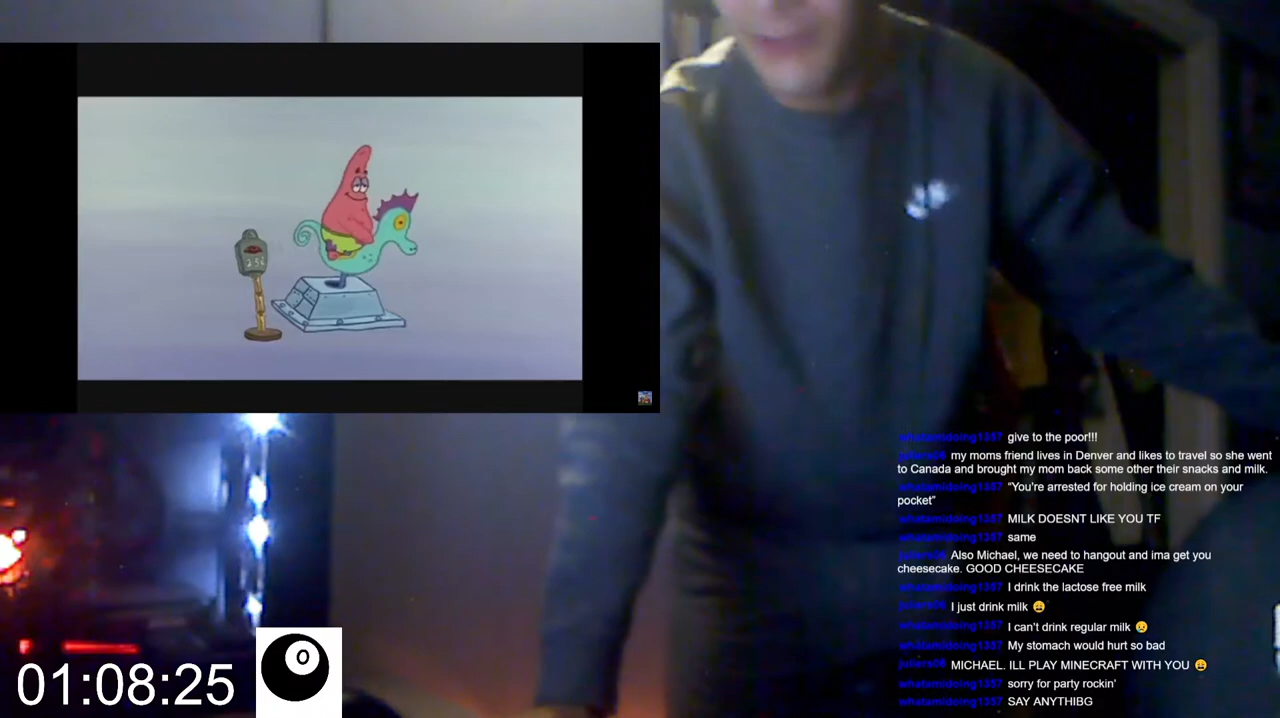 25¢
whatamidoing1357 give to the poor!!!
juliers06 my moms friend lives in Denver and likes to travel so she went
to Canada and brought my mom back some other their snacks and milk.
whatamidoing1357 “You’re arrested for holding ice cream on your
pocket”
whatamidoing1357 MILK DOESNT LIKE YOU TF
whatamidoing1357 same
juliers06 Also Michael, we need to hangout and ima get you
cheesecake. GOOD CHEESECAKE
whatamidoing1357 I drink the lactose free milk
juliers06 I just drink milk 😩
whatamidoing1357 I can’t drink regular milk 😣
whatamidoing1357 My stomach would hurt so bad
juliers06 MICHAEL. ILL PLAY MINECRAFT WITH YOU 😩
whatamidoing1357 sorry for party rockin’
whatamidoing1357 SAY ANYTHIBG
01:08:25
0